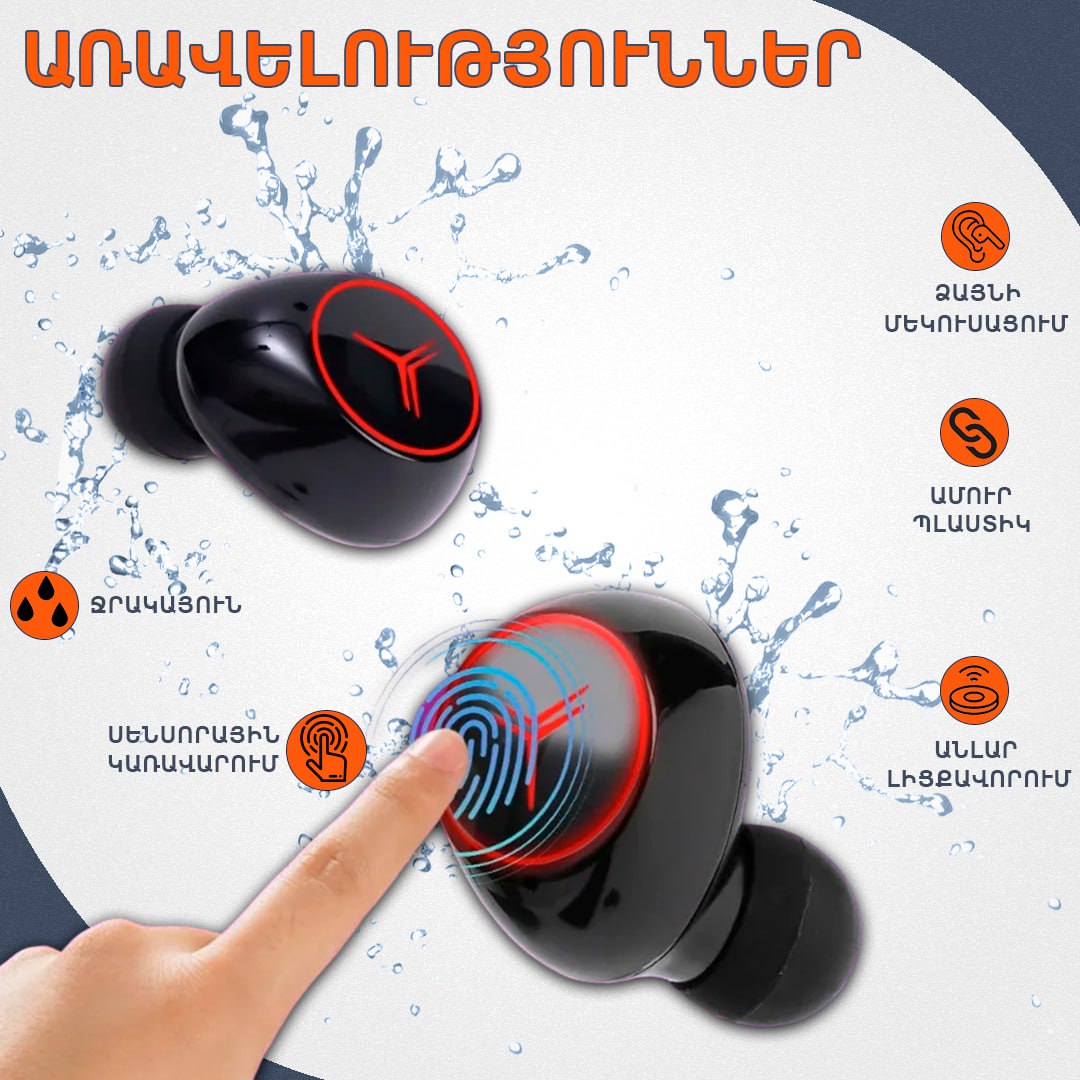 ԱՌԱՎԵԼՈՒԹՅՈՒՆՆԵՐ
ՁԱՅՆԻ
ՄԵԿՈՒՍԱՑՈՒՄ
ԱՄՈՒՐ
ՊԼԱՍՏԻԿ
ՋՐԱԿԱՅՈՒՆ
ՍԵՆՍՈՐԱՅԻՆ
ԿԱՌԱՎԱՐՈՒՄ
ԱՆԼԱՐ
ԼԻՑՔԱՎՈՐՈՒՄ